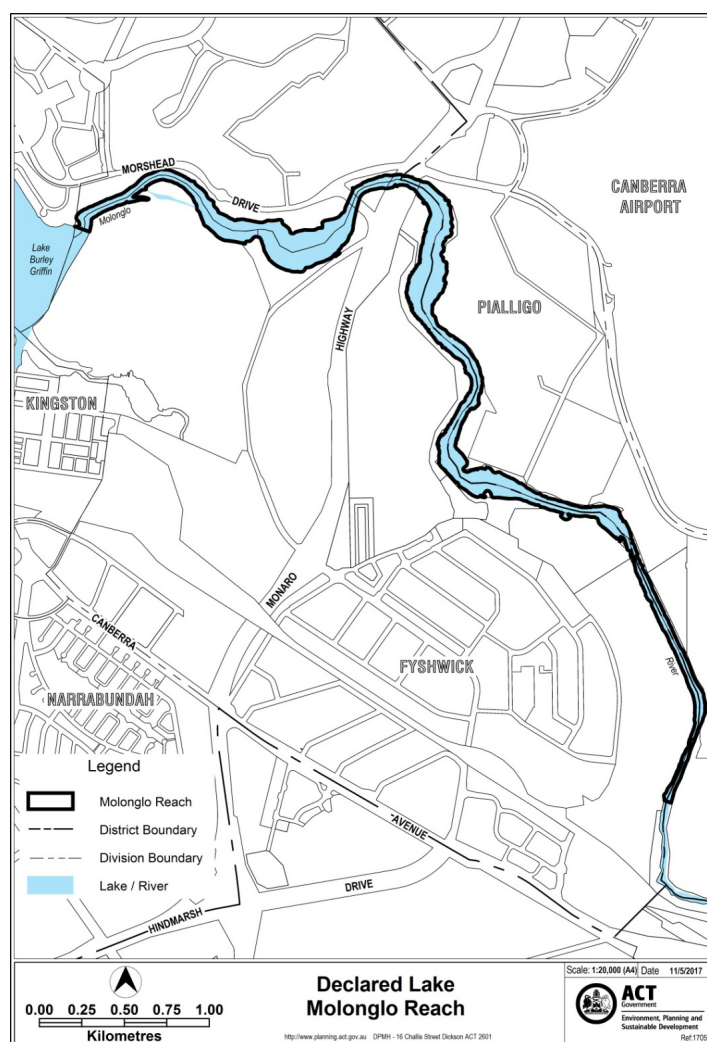 MORSHEAD
DRIVE
CANBERRA
AIRPORT
Molonglo
Lake
Burley
Griffin
PIALLIGO
HIGHWAY
KINGSTON
MONARO
CANBERRA
FYSHWICK
River
NARRABUNDAH
Legend
Molonglo Reach
District Boundary
Division Boundary
Lake / River
AVENUE
DRIVE
HINDMARSH
0.00 0.25 0.50 0.75 1.00
Kilometres
Declared Lake
Molonglo Reach
http://www.planning.act.gov.au DPMH - 16 Challis Street Dickson ACT 2601
Scale: 1:20,000 (A4) Date 11/5/2017
ACT
Government
Environment, Planning and
Sustainable Development
Ref:1705